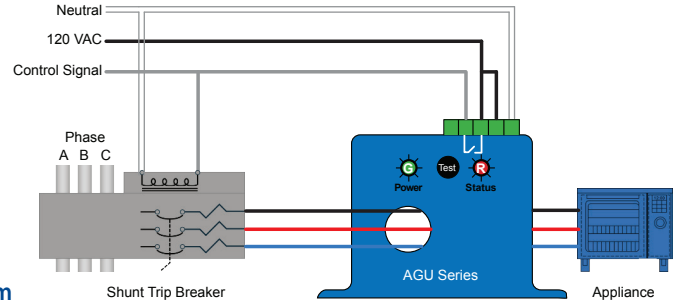 Neutral
120 VAC
Control Signal
Phase
A B C
G Test R
Power Status
AGU Series
m Shunt Trip Breaker
Appliance